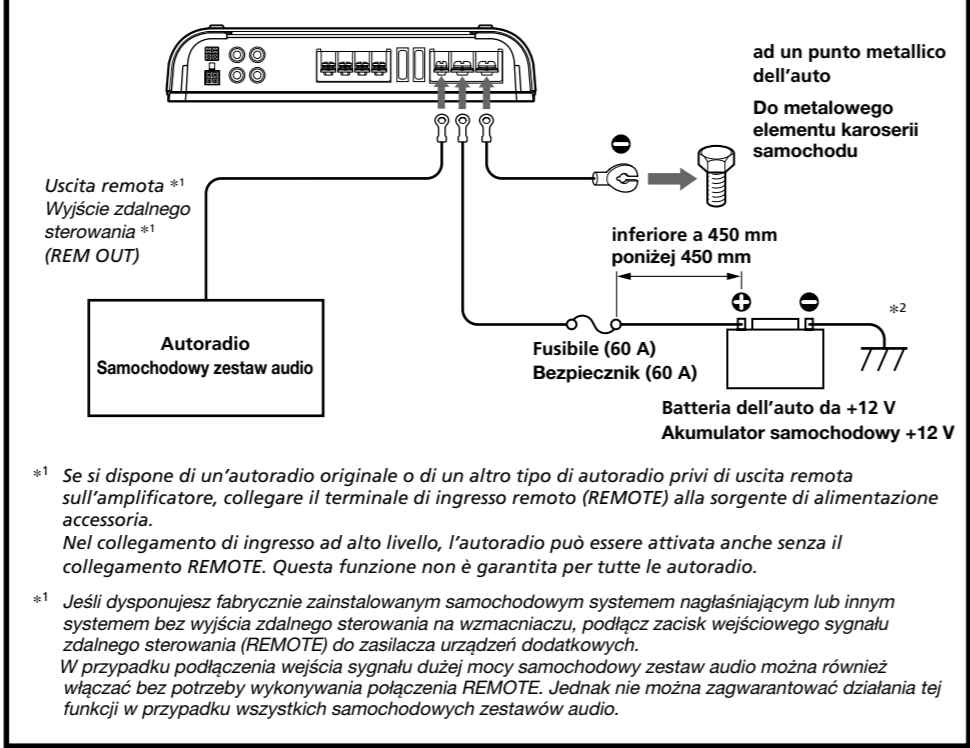 ad un punto metallico
dell’auto
Do metalowego
elementu karoserii
samochodu
Uscita remota *1
Wyjście zdalnego
sterowania *1
(REM OUT)
inferiore a 450 mm
poniżej 450 mm
*2
Autoradio
Samochodowy zestaw audio
Fusibile (60 A)
Bezpiecznik (60 A)
Batteria dell’auto da +12 V
Akumulator samochodowy +12 V
*1 Se si dispone di un’autoradio originale o di un altro tipo di autoradio privi di uscita remota
sull’amplificatore, collegare il terminale di ingresso remoto (REMOTE) alla sorgente di alimentazione
accessoria.
Nel collegamento di ingresso ad alto livello, l’autoradio può essere attivata anche senza il
collegamento REMOTE. Questa funzione non è garantita per tutte le autoradio.
*1 Jeśli dysponujesz fabrycznie zainstalowanym samochodowym systemem nagłaśniającym lub innym
systemem bez wyjścia zdalnego sterowania na wzmacniaczu, podłącz zacisk wejściowego sygnału
zdalnego sterowania (REMOTE) do zasilacza urządzeń dodatkowych.
W przypadku podłączenia wejścia sygnału dużej mocy samochodowy zestaw audio można również
włączać bez potrzeby wykonywania połączenia REMOTE. Jednak nie można zagwarantować działania tej
funkcji w przypadku wszystkich samochodowych zestawów audio.